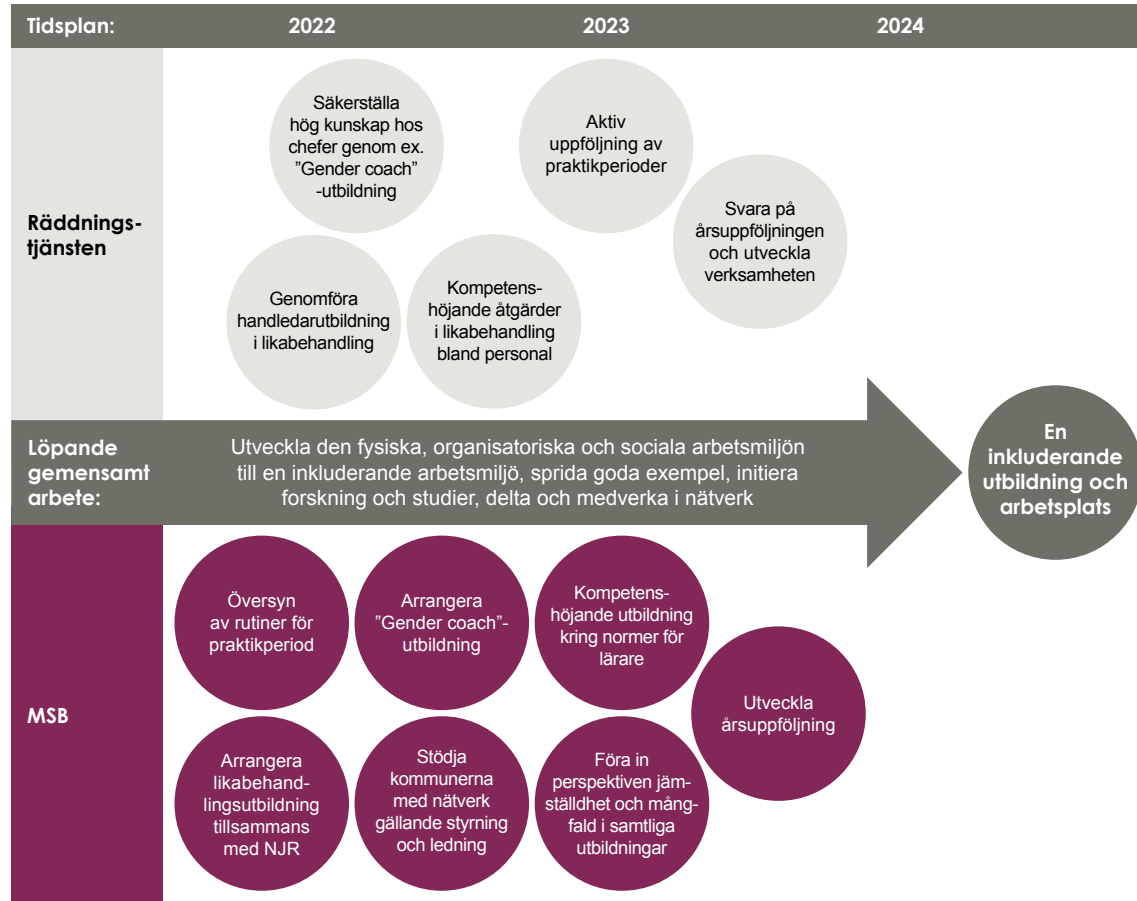 Tidsplan: 2022 2023 2024
Räddnings-
tjänsten
Säkerställa
hög kunskap hos
chefer genom ex.
”Gender coach”
-utbildning
Genomföra
handledarutbildning
i likabehandling
Kompetens-
höjande åtgärder
i likabehandling
bland personal
Aktiv
uppföljning av
praktikperioder
Svara på
årsuppföljningen
och utveckla
verksamheten
Löpande
gemensamt
arbete:
Utveckla den fysiska, organisatoriska och sociala arbetsmiljön
till en inkluderande arbetsmiljö, sprida goda exempel, initiera
forskning och studier, delta och medverka i nätverk
En
inkluderande
utbildning och
arbetsplats
MSB
Översyn
av rutiner för
praktikperiod
Arrangera
”Gender coach”-
utbildning
Kompetens-
höjande utbildning
kring normer för
lärare
Utveckla
årsuppföljning
Arrangera
likabehand-
lingsutbildning
tillsammans
med NJR
Stödja
kommunerna
med nätverk
gällande styrning
och ledning
Föra in
perspektiven jäm-
ställdhet och mång-
fald i samtliga
utbildningar